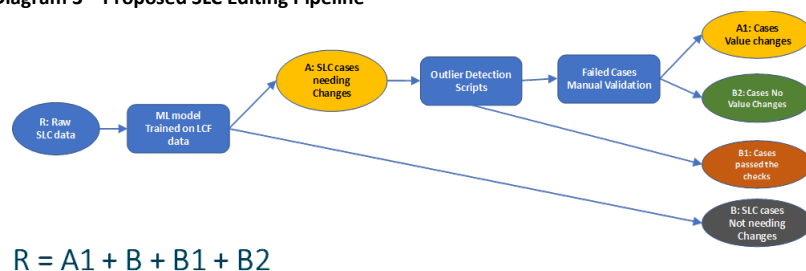 Diagram 3 – Proposed SLC Editing Pipeline
A1: Cases
Value changes
A: SLC cases
needing
Changes
Outlier Detection
Scripts
Failed Cases
Manual Validation
B2: Cases No
Value Changes
R: Raw
SLC data
ML model
Trained on LCF
data
B1: Cases
passed the
checks
B: SLC cases
Not needing
Changes
R = A1 + B + B1 + B2